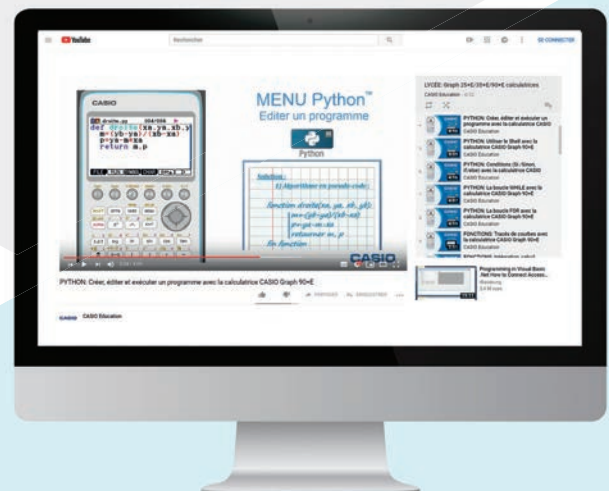 YouTube
Rechercher
SE CONNECTER
CASIO
droite.py 004/004
def droite(xa,ya,xb,y
m=(yb-ya)/(xb-xa)
p=ya-m*xa
return m,p
FILE RUN SYMBOL CHAR
MENU Python™
Editer un programme
Python
Solution :
1) Algorithme en pseudo-code :
fonction droite(xa, ya, xb, yb)
m←(yb-ya)/(xb-xa)
p←ya-m×xa
retourner m, p
fin fonction
CASIO
LYCÉE: Graph 25+E/35+E/90+E calculatrices
CASIO Education
PYTHON: Créer, éditer et exécuter un
programme avec la calculatrice CASIO
CASIO Education
PYTHON: Utiliser le Shell avec la
calculatrice CASIO Graph 90+E
CASIO Education
PYTHON: Conditions (Si /Sinon,
if/else) avec la calculatrice CASIO
CASIO Education
PYTHON: La boucle WHILE avec la
calculatrice CASIO Graph 90+E
CASIO Education
PYTHON: La boucle FOR avec la
calculatrice CASIO Graph 90+E
CASIO Education
FONCTIONS: Tracés de courbes avec
la calculatrice CASIO Graph 90+E
CASIO Education
Programming in Visual Basic
.Net How to Connect Access...
PYTHON: Créer, éditer et exécuter un programme avec la calculatrice CASIO Graph 90+E
PARTAGER
ENREGISTRER
CASIO
CASIO Education